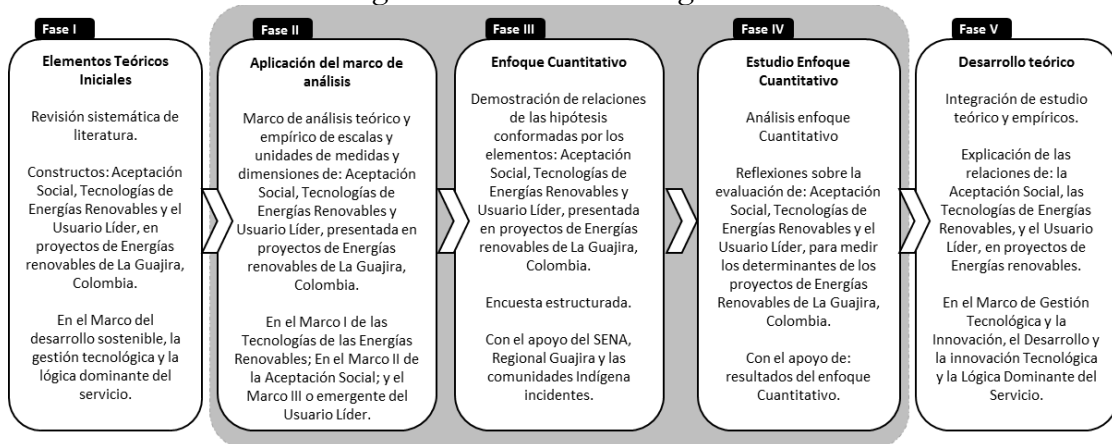 Fase I
Elementos Teóricos
Iniciales
Revisión sistemática de
literatura.
Constructos: Aceptación
Social, Tecnologías de
Energías Renovables y el
Usuario Líder, en
proyectos de Energías
renovables de La Guajira,
Colombia.
En el Marco del
desarrollo sostenible, la
gestión tecnológica y la
lógica dominante del
servicio.
Fase II
Aplicación del marco de
análisis
Marco de análisis teórico y
empírico de escalas y
unidades de medidas y
dimensiones de: Aceptación
Social, Tecnologías de
Energías Renovables y
Usuario Líder, presentada en
proyectos de Energías
renovables de La Guajira,
Colombia.
En el Marco I de las
Tecnologías de las Energías
Renovables; En el Marco II de
la Aceptación Social; y el
Marco III o emergente del
Usuario Líder.
Fase III
Enfoque Cuantitativo
Demostración de relaciones
de las hipótesis
conformadas por los
elementos: Aceptación
Social, Tecnologías de
Energías Renovables y
Usuario Líder, presentada
en proyectos de Energías
renovables de La Guajira,
Colombia.
Encuesta estructurada.
Con el apoyo del SENA,
Regional Guajira y las
comunidades Indígena
incidentes.
Fase IV
Estudio Enfoque
Cuantitativo
Análisis enfoque
Cuantitativo
Reflexiones sobre la
evaluación de: Aceptación
Social, Tecnologías de
Energías Renovables y el
Usuario Líder, para medir
los determinantes de los
proyectos de Energías
Renovables de La Guajira,
Colombia.
Con el apoyo de:
resultados del enfoque
Cuantitativo.
Fase V
Desarrollo teórico
Integración de estudio
teórico y empíricos.
Explicación de las
relaciones de: la
la Aceptación Social, las
Tecnologías de Energías
Renovables, y el Usuario
Líder, en proyectos de
Energías renovables.
En el Marco de Gestión
Tecnológica y la
Innovación, el Desarrollo y
la innovación Tecnológica
y la Lógica Dominante del
Servicio.